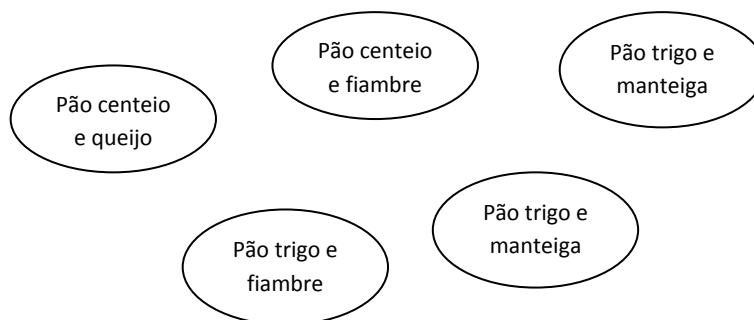 Pão centeio
e fiambre
Pão trigo e
manteiga
Pão centeio
e queijo
Pão trigo e
manteiga
Pão trigo e
fiambre